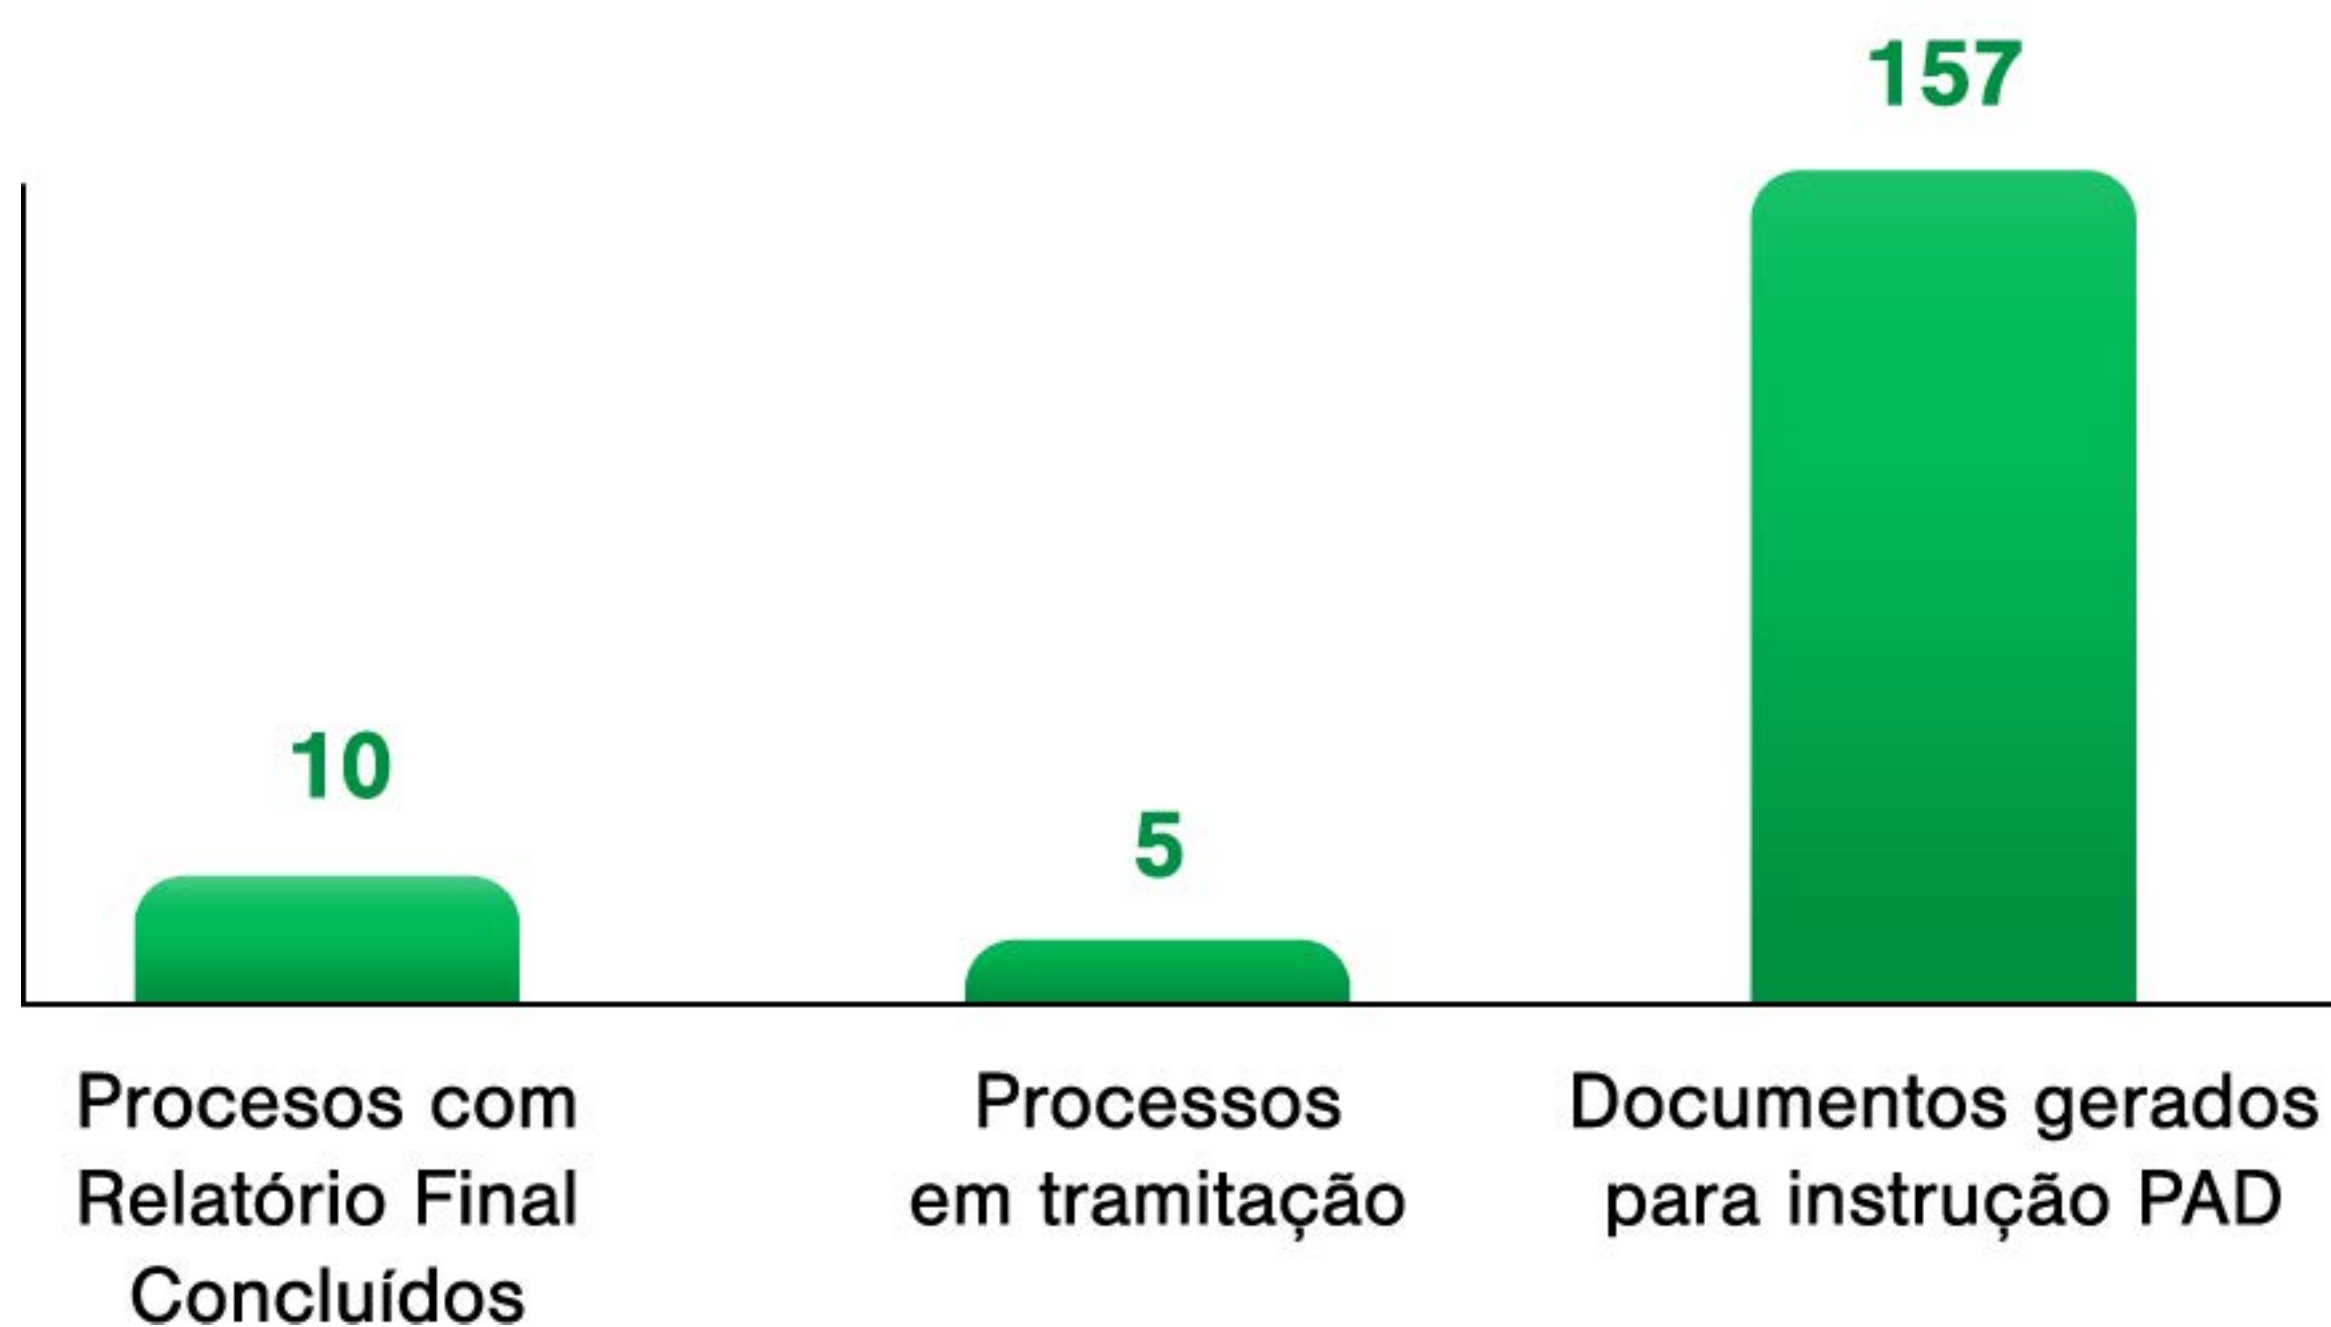 157
10
5
Procesos com
Relatório Final
Concluídos
Processos
em tramitação
Documentos gerados
para instrução PAD